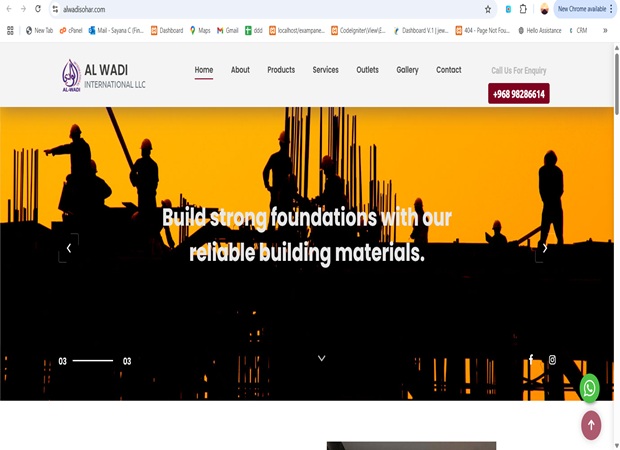 alwadisohar.com
New Chrome available
New Tab
cPanel
Mail - Sayana C (Fin...
Dashboard
Maps
Gmail
ddd
localhost/exampane...
CodeIgniter\View\E...
Dashboard V.1 | jew...
404 - Page Not Fou...
Hello Assistance
CRM
»
AL-WADI
AL WADI
INTERNATIONAL LLC
Home
About
Products
Services
Outlets
Gallery
Contact
Call Us For Enquiry
+968 98286614
Build strong foundations with our
reliable building materials.
03
03